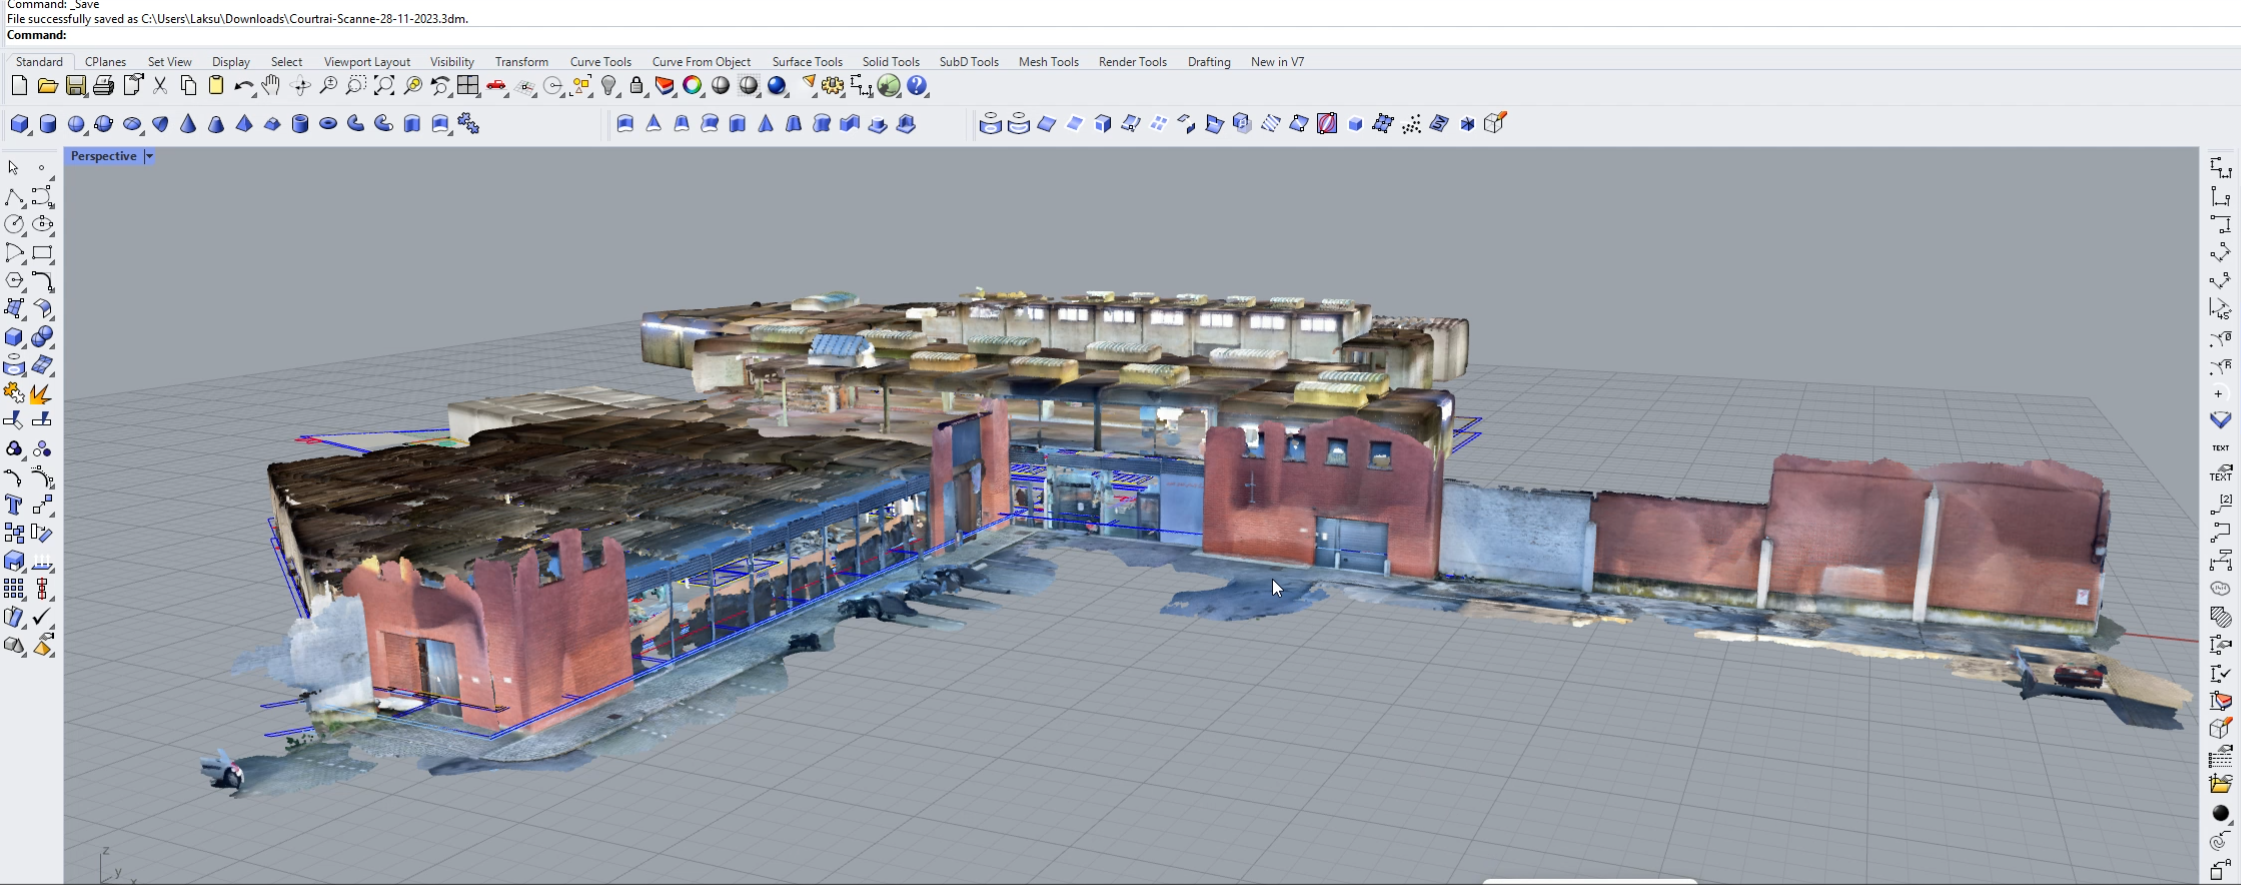 Command: _Save
File successfully saved as C:\Users\Laksu\Downloads\Courtrai-Scanne-28-11-2023.3dm.
Command:
Standard CPlanes Set View Display Select Viewport Layout Visibility Transform Curve Tools Curve From Object Surface Tools Solid Tools SubD Tools Mesh Tools Render Tools Drafting New in V7
Perspective
TEXT
TEXT
z
y
x